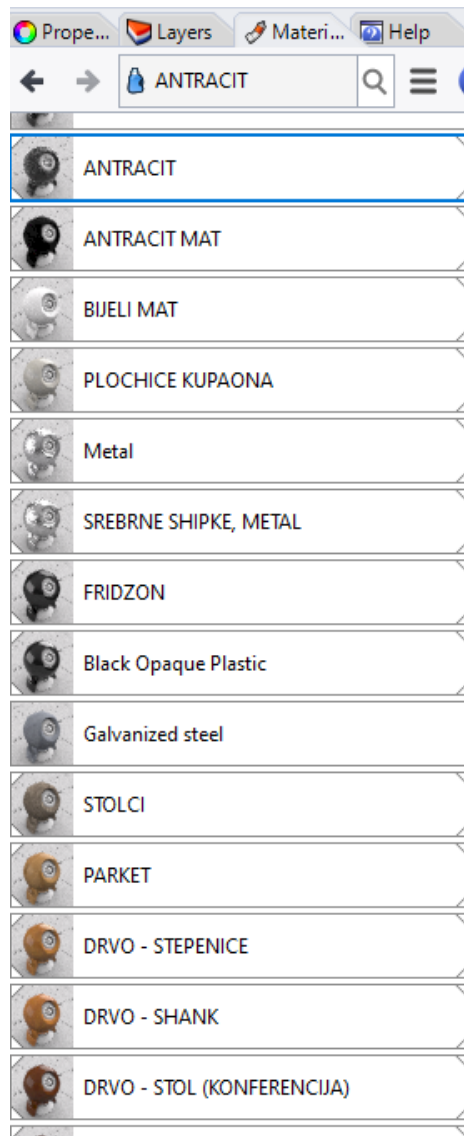 Prope... Layers Materi... Help
ANTRACIT
ANTRACIT
ANTRACIT MAT
BIJELI MAT
PLOCHICE KUPAONA
Metal
SREBRNE SHIPKE, METAL
FRIDZON
Black Opaque Plastic
Galvanized steel
STOLCI
PARKET
DRVO - STEPENICE
DRVO - SHANK
DRVO - STOL (KONFERENCIJA)